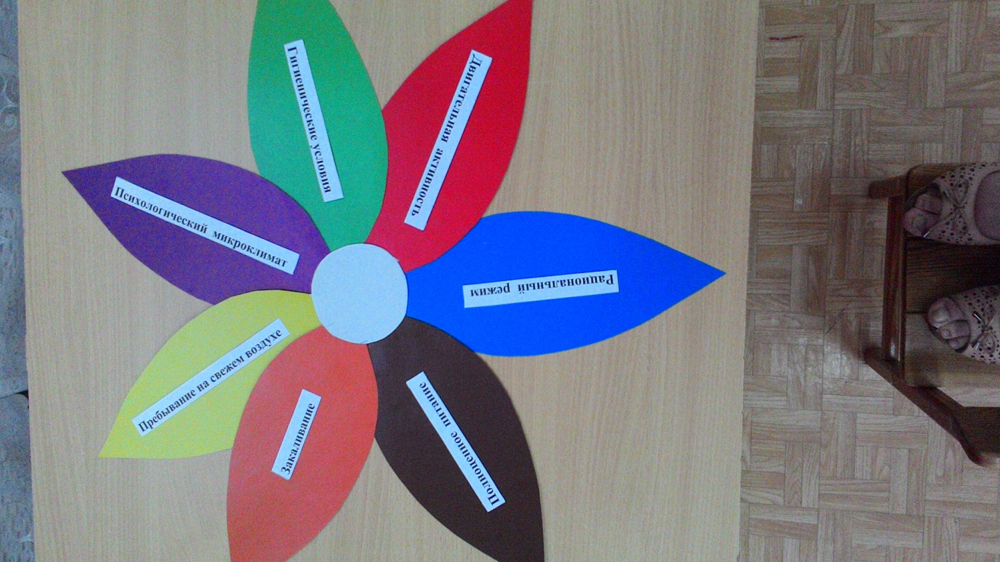 Гигиенические условия
Двигательная активность
Рациональный режим
Полноценное питание
Закаливание
Пребывание на свежем воздухе
Психологический микроклимат